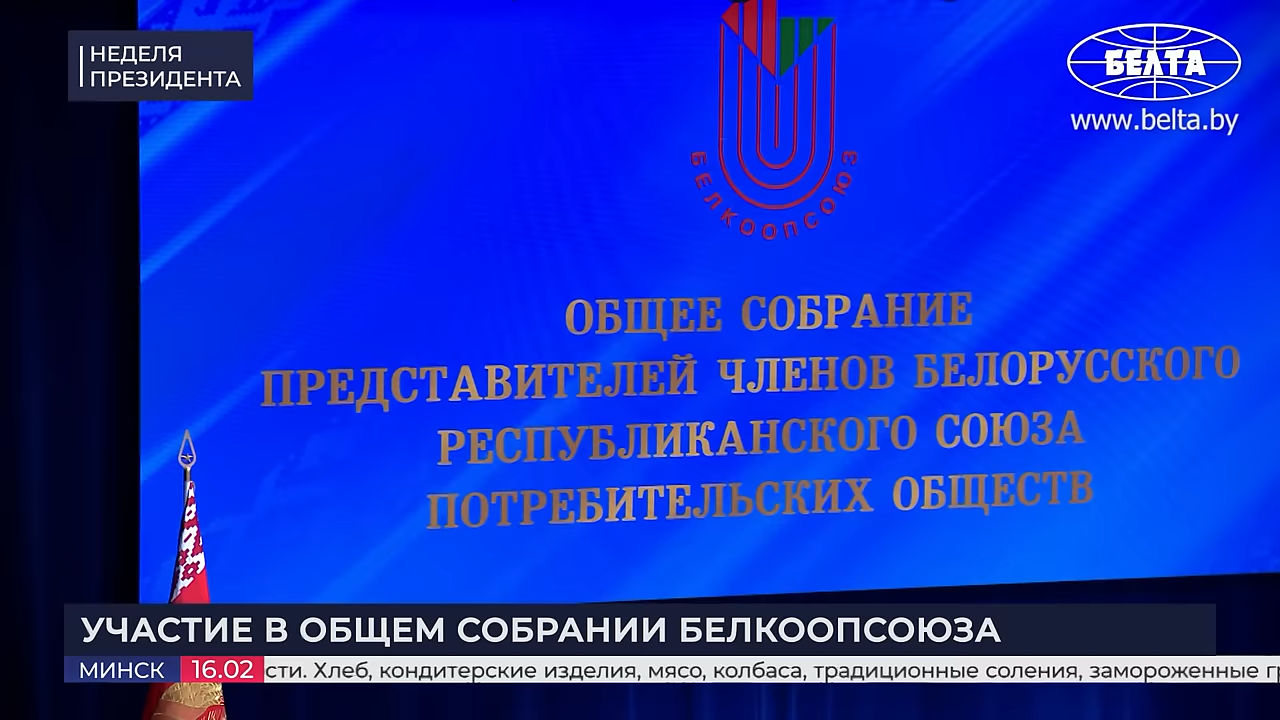 НЕДЕЛЯ
ПРЕЗИДЕНТА
БЕЛТА
www.belta.by
БЕЛКООПСОЮЗ
ОБЩЕЕ СОБРАНИЕ
ПРЕДСТАВИТЕЛЕЙ ЧЛЕНОВ БЕЛОРУССКОГО
РЕСПУБЛИКАНСКОГО СОЮЗА
ПОТРЕБИТЕЛЬСКИХ ОБЩЕСТВ
УЧАСТИЕ В ОБЩЕМ СОБРАНИИ БЕЛКООПСОЮЗА
МИНСК 16.02 сти. Хлеб, кондитерские изделия, мясо, колбаса, традиционные соления, замороженные